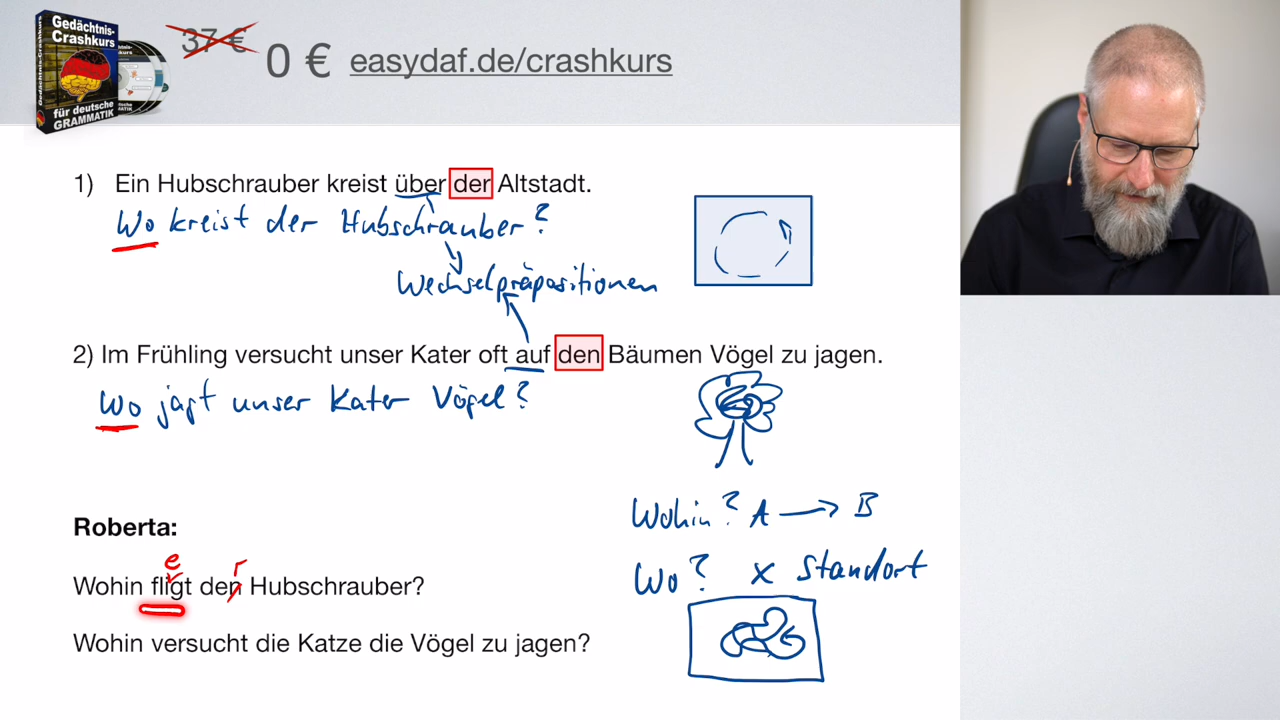 Gedächtnis-
Crashkurs
für deutsche
GRAMMATIK
37 €
0 € easydaf.de/crashkurs
1) Ein Hubschrauber kreist über der Altstadt.
Wo kreist der Hubschrauber?
Wechselpräpositionen
2) Im Frühling versucht unser Kater oft auf den Bäumen Vögel zu jagen.
Wo jagt unser Kater Vögel?
Wohin? A → B
Roberta:
Wo? x Standort
e r
Wohin fligt den Hubschrauber?
Wohin versucht die Katze die Vögel zu jagen?